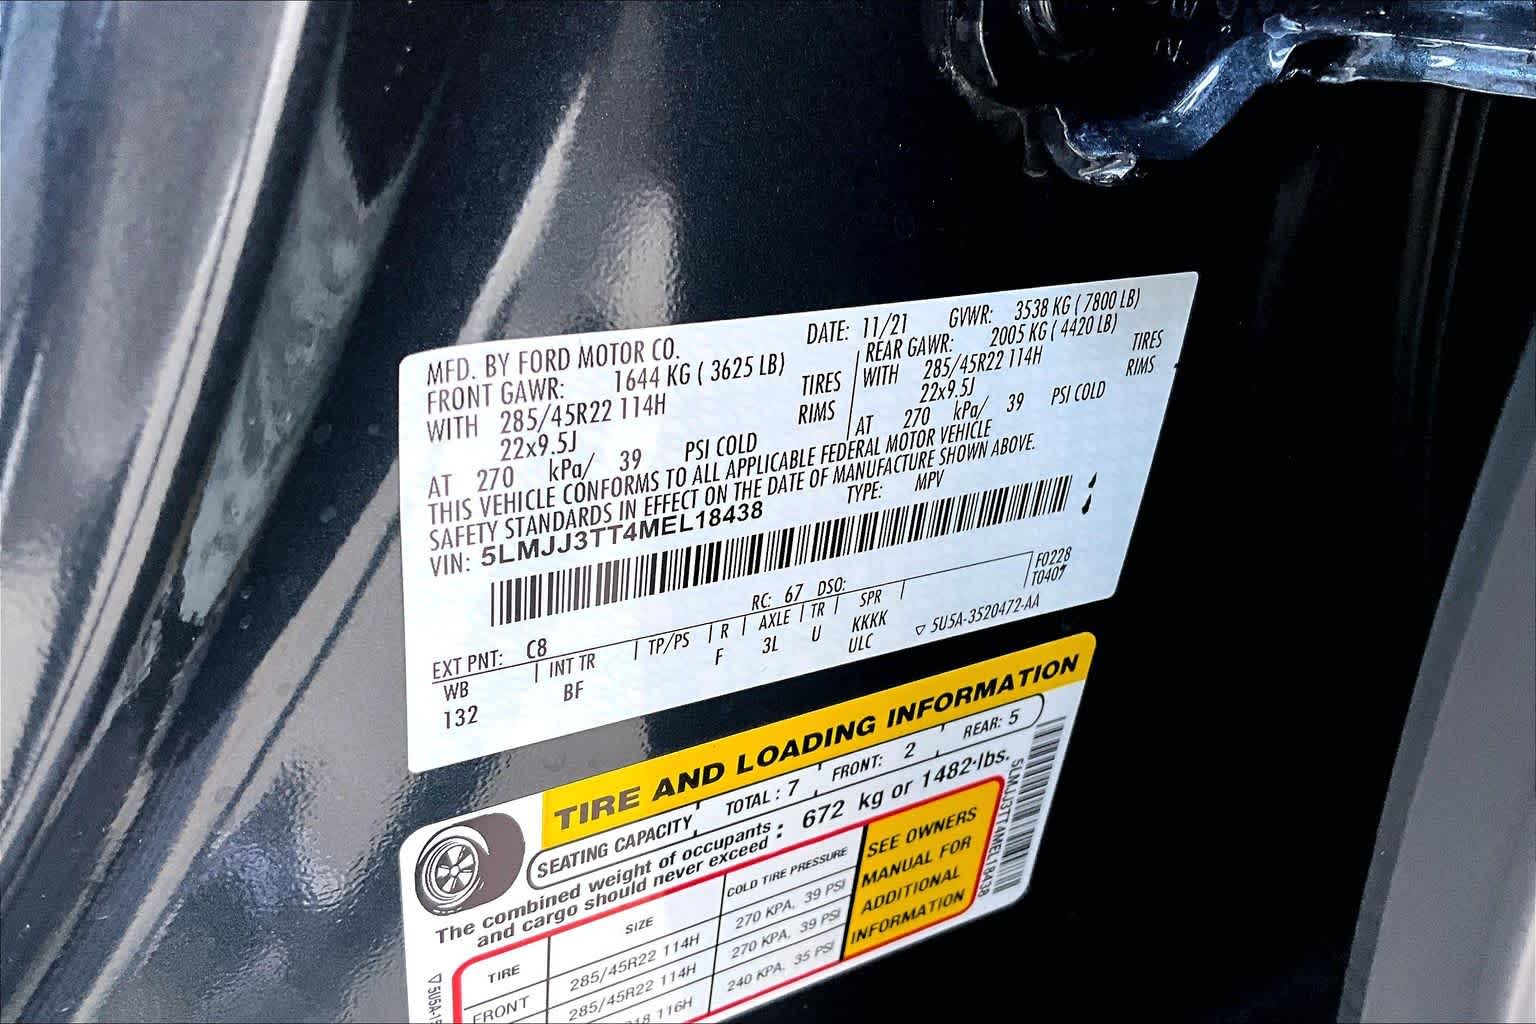 MFD. BY FORD MOTOR CO.
DATE: 11/21 GVWR: 3538 KG ( 7800 LB)
FRONT GAWR: 1644 KG ( 3625 LB)
REAR GAWR: 2005 KG ( 4420 LB)
WITH 285/45R22 114H TIRES
WITH 285/45R22 114H TIRES
22x9.5J RIMS
22x9.5J RIMS
AT 270 kPa/ 39 PSI COLD
AT 270 kPa/ 39 PSI COLD
THIS VEHICLE CONFORMS TO ALL APPLICABLE FEDERAL MOTOR VEHICLE
SAFETY STANDARDS IN EFFECT ON THE DATE OF MANUFACTURE SHOWN ABOVE.
VIN: 5LMJJ3TT4MEL18438 TYPE: MPV
F0228
T0407
EXT PNT: C8 RC: 67 DSO:
WB INT TR TP/PS R AXLE TR SPR
132 BF F 3L U KKKK
ULC
▽ 5U5A-3520472-AA
TIRE AND LOADING INFORMATION
SEATING CAPACITY TOTAL : 7 FRONT: 2 REAR: 5
The combined weight of occupants
and cargo should never exceed : 672 kg or 1482-lbs.
TIRE SIZE COLD TIRE PRESSURE
FRONT 285/45R22 114H 270 KPA, 39 PSI
285/45R22 114H 270 KPA, 39 PSI
116H 240 KPA, 35 PSI
SEE OWNERS
MANUAL FOR
ADDITIONAL
INFORMATION
5LMJJ3TT4MEL18438